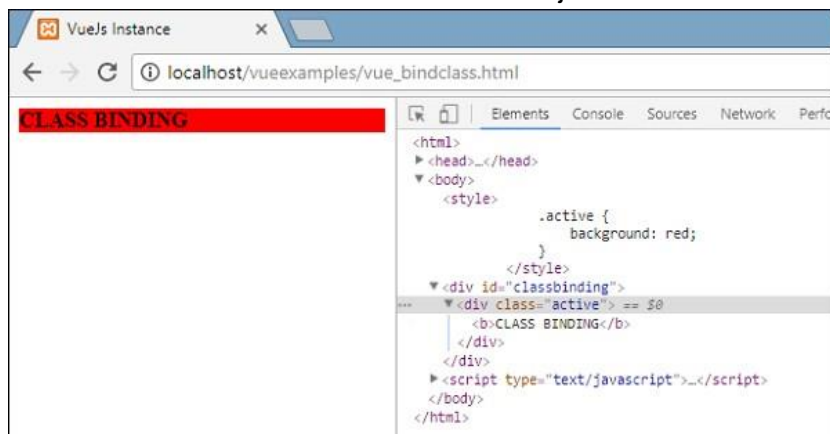 VueJs Instance
localhost/vueexamples/vue_bindclass.html
CLASS BINDING
Elements Console Sources Network Perfo
<html>
<head>…</head>
<body>
<style>
.active {
background: red;
}
</style>
<div id="classbinding">
<div class="active"> == $0
<b>CLASS BINDING</b>
</div>
</div>
<script type="text/javascript">…</script>
</body>
</html>